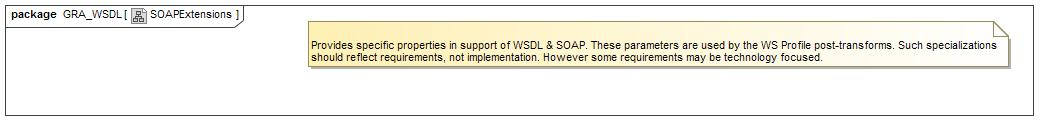 package GRA_WSDL [ SOAPExtensions ]
Provides specific properties in support of WSDL & SOAP. These parameters are used by the WS Profile post-transforms. Such specializations
should reflect requirements, not implementation. However some requirements may be technology focused.